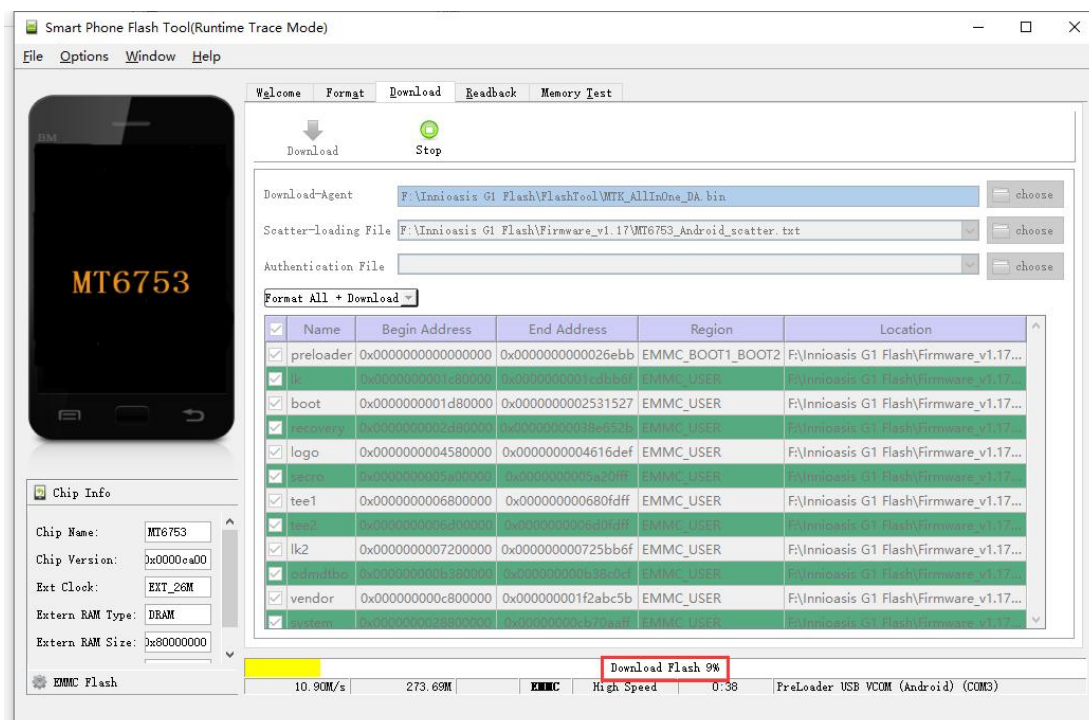 Smart Phone Flash Tool(Runtime Trace Mode)
File Options Window Help
BM
MT6753
Welcome Format Download Readback Memory Test
Download Stop
Download-Agent F:\Innioasis G1 Flash\FlashTool\MTK_AllInOne_DA.bin choose
Scatter-loading File F:\Innioasis G1 Flash\Firmware_v1.17\MT6753_Android_scatter.txt choose
Authentication File choose
Format All + Download
Name Begin Address End Address Region Location
preloader 0x0000000000000000 0x0000000000026ebb EMMC_BOOT1_BOOT2 F:\Innioasis G1 Flash\Firmware_v1.17...
lk 0x0000000001c80000 0x0000000001cdbb6f EMMC_USER F:\Innioasis G1 Flash\Firmware_v1.17...
boot 0x0000000001d80000 0x0000000002531527 EMMC_USER F:\Innioasis G1 Flash\Firmware_v1.17...
recovery 0x0000000002d80000 0x00000000038e652b EMMC_USER F:\Innioasis G1 Flash\Firmware_v1.17...
logo 0x0000000004580000 0x0000000004616def EMMC_USER F:\Innioasis G1 Flash\Firmware_v1.17...
secro 0x0000000005a00000 0x0000000005a20fff EMMC_USER F:\Innioasis G1 Flash\Firmware_v1.17...
tee1 0x0000000006800000 0x000000000680fdff EMMC_USER F:\Innioasis G1 Flash\Firmware_v1.17...
tee2 0x0000000006d00000 0x0000000006d0fdff EMMC_USER F:\Innioasis G1 Flash\Firmware_v1.17...
lk2 0x0000000007200000 0x000000000725bb6f EMMC_USER F:\Innioasis G1 Flash\Firmware_v1.17...
odmdtbo 0x000000000b380000 0x000000000b38c0cf EMMC_USER F:\Innioasis G1 Flash\Firmware_v1.17...
vendor 0x000000000c800000 0x000000001f2abc5b EMMC_USER F:\Innioasis G1 Flash\Firmware_v1.17...
system 0x0000000028800000 0x00000000cb70aaff EMMC_USER F:\Innioasis G1 Flash\Firmware_v1.17...
Chip Info
Chip Name: MT6753
Chip Version: 0x0000ca00
Ext Clock: EXT_26M
Extern RAM Type: DRAM
Extern RAM Size: 0x80000000
EMMC Flash
Download Flash 9%
10.90M/s 273.69M EMMC High Speed 0:38 PreLoader USB VCOM (Android) (COM3)